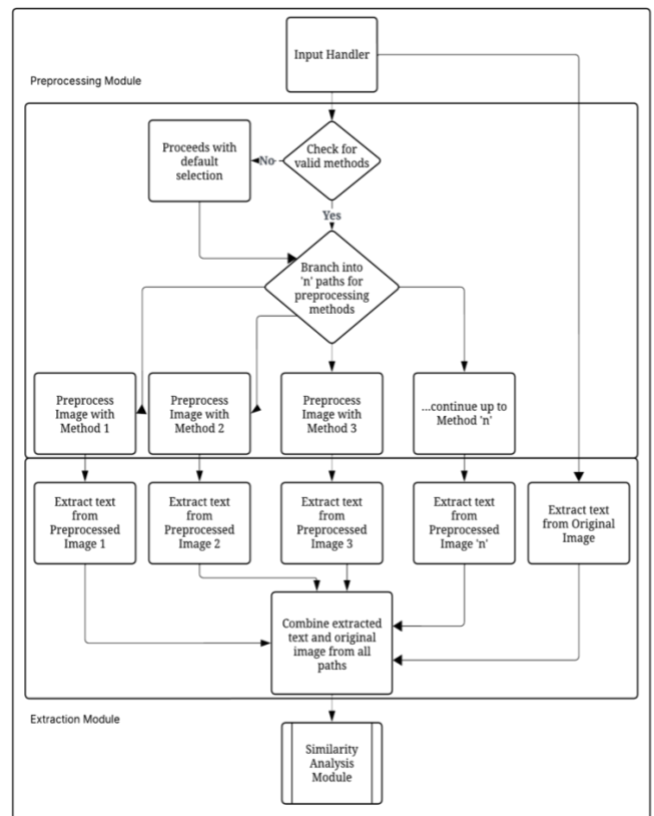 Input Handler
Preprocessing Module
Proceeds with
default
selection
No
Check for
valid methods
Yes
Branch into
'n' paths for
preprocessing
methods
Preprocess
Image with
Method 1
Preprocess
Image with
Method 2
Preprocess
Image with
Method 3
...continue up to
Method 'n'
Extract text
from
Preprocessed
Image 1
Extract text
from
Preprocessed
Image 2
Extract text
from
Preprocessed
Image 3
Extract text
from
Preprocessed
Image 'n'
Extract text
from Original
Image
Combine extracted
text and original
image from all
paths
Extraction Module
Similarity
Analysis
Module